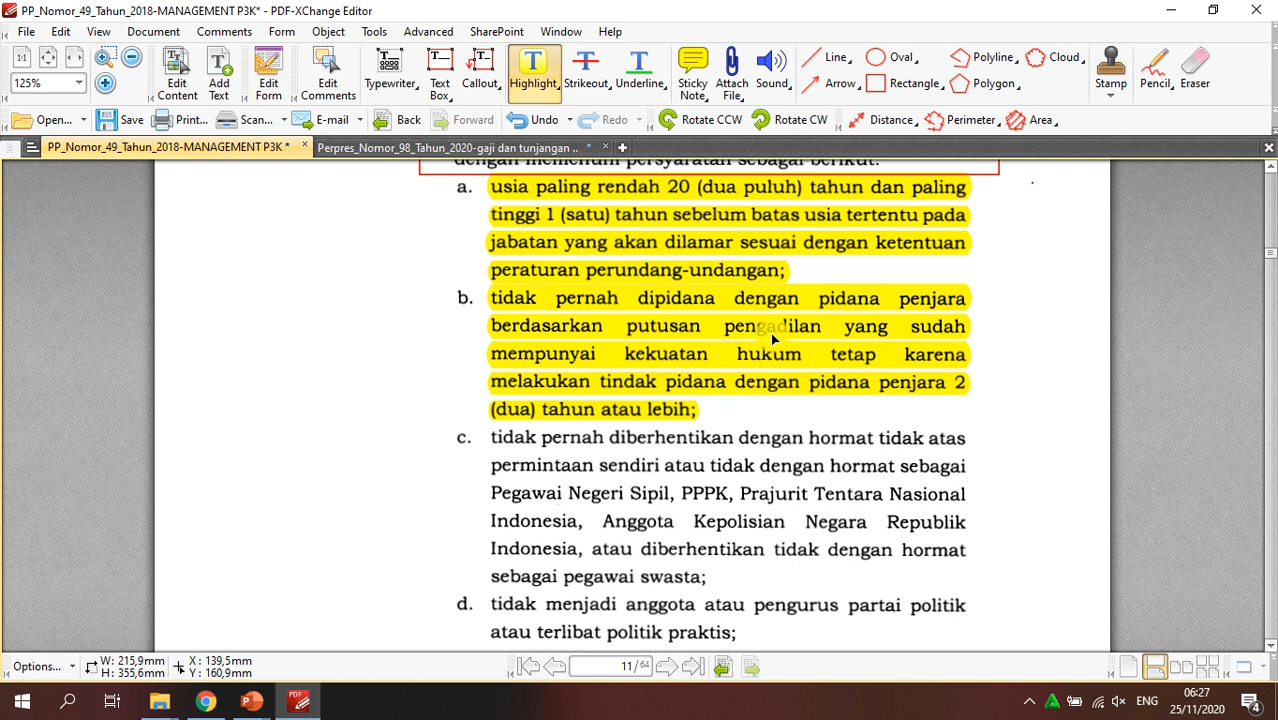 PP_Nomor_49_Tahun_2018-MANAGEMENT P3K* - PDF-XChange Editor
File Edit View Document Comments Form Tools Advanced SharePoint Window Help
125%
Edit Content
Add Text
Edit Form
Edit Comments
Typewriter
Text Box
Callout
Highlight
Strikeout
Underline
Sticky Note
Attach File
Sound
Line
Arrow
Oval
Rectangle
Polyline
Polygon
Cloud
Stamp
Pencil
Eraser
Open... Save Print... Scan... E-mail Back Forward Undo Redo Rotate CCW Rotate CW Distance Perimeter Area
PP_Nomor_49_Tahun_2018-MANAGEMENT P3K * Perpres_Nomor_98_Tahun_2020-gaji dan tunjangan .. *
dengan memenuhi persyaratan sebagai berikut:
a. usia paling rendah 20 (dua puluh) tahun dan paling
tinggi 1 (satu) tahun sebelum batas usia tertentu pada
jabatan yang akan dilamar sesuai dengan ketentuan
peraturan perundang-undangan;
b. tidak pernah dipidana dengan pidana penjara
berdasarkan putusan pengadilan yang sudah
mempunyai kekuatan hukum tetap karena
melakukan tindak pidana dengan pidana penjara 2
(dua) tahun atau lebih;
c. tidak pernah diberhentikan dengan hormat tidak atas
permintaan sendiri atau tidak dengan hormat sebagai
Pegawai Negeri Sipil, PPPK, Prajurit Tentara Nasional
Indonesia, Anggota Kepolisian Negara Republik
Indonesia, atau diberhentikan tidak dengan hormat
sebagai pegawai swasta;
d. tidak menjadi anggota atau pengurus partai politik
atau terlibat politik praktis;
Options...
W: 215,9mm
H: 355,6mm
X: 139,5mm
Y: 160,9mm
11 / 64
ENG
06:27
25/11/2020
4